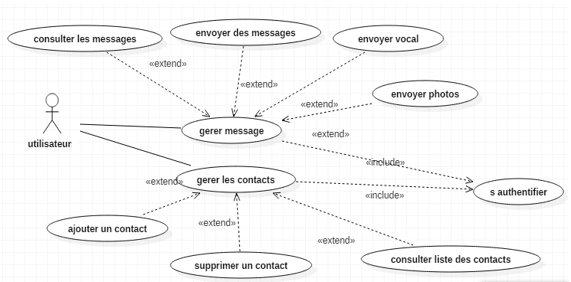 envoyer des messages
consulter les messages
envoyer vocal
«extend»
«extend»
«extend»
envoyer photos
«extend»
gerer message
«extend»
utilisateur
«include»
gerer les contacts
«extend»
s authentifier
«include»
ajouter un contact
«extend»
«extend»
consulter liste des contacts
supprimer un contact